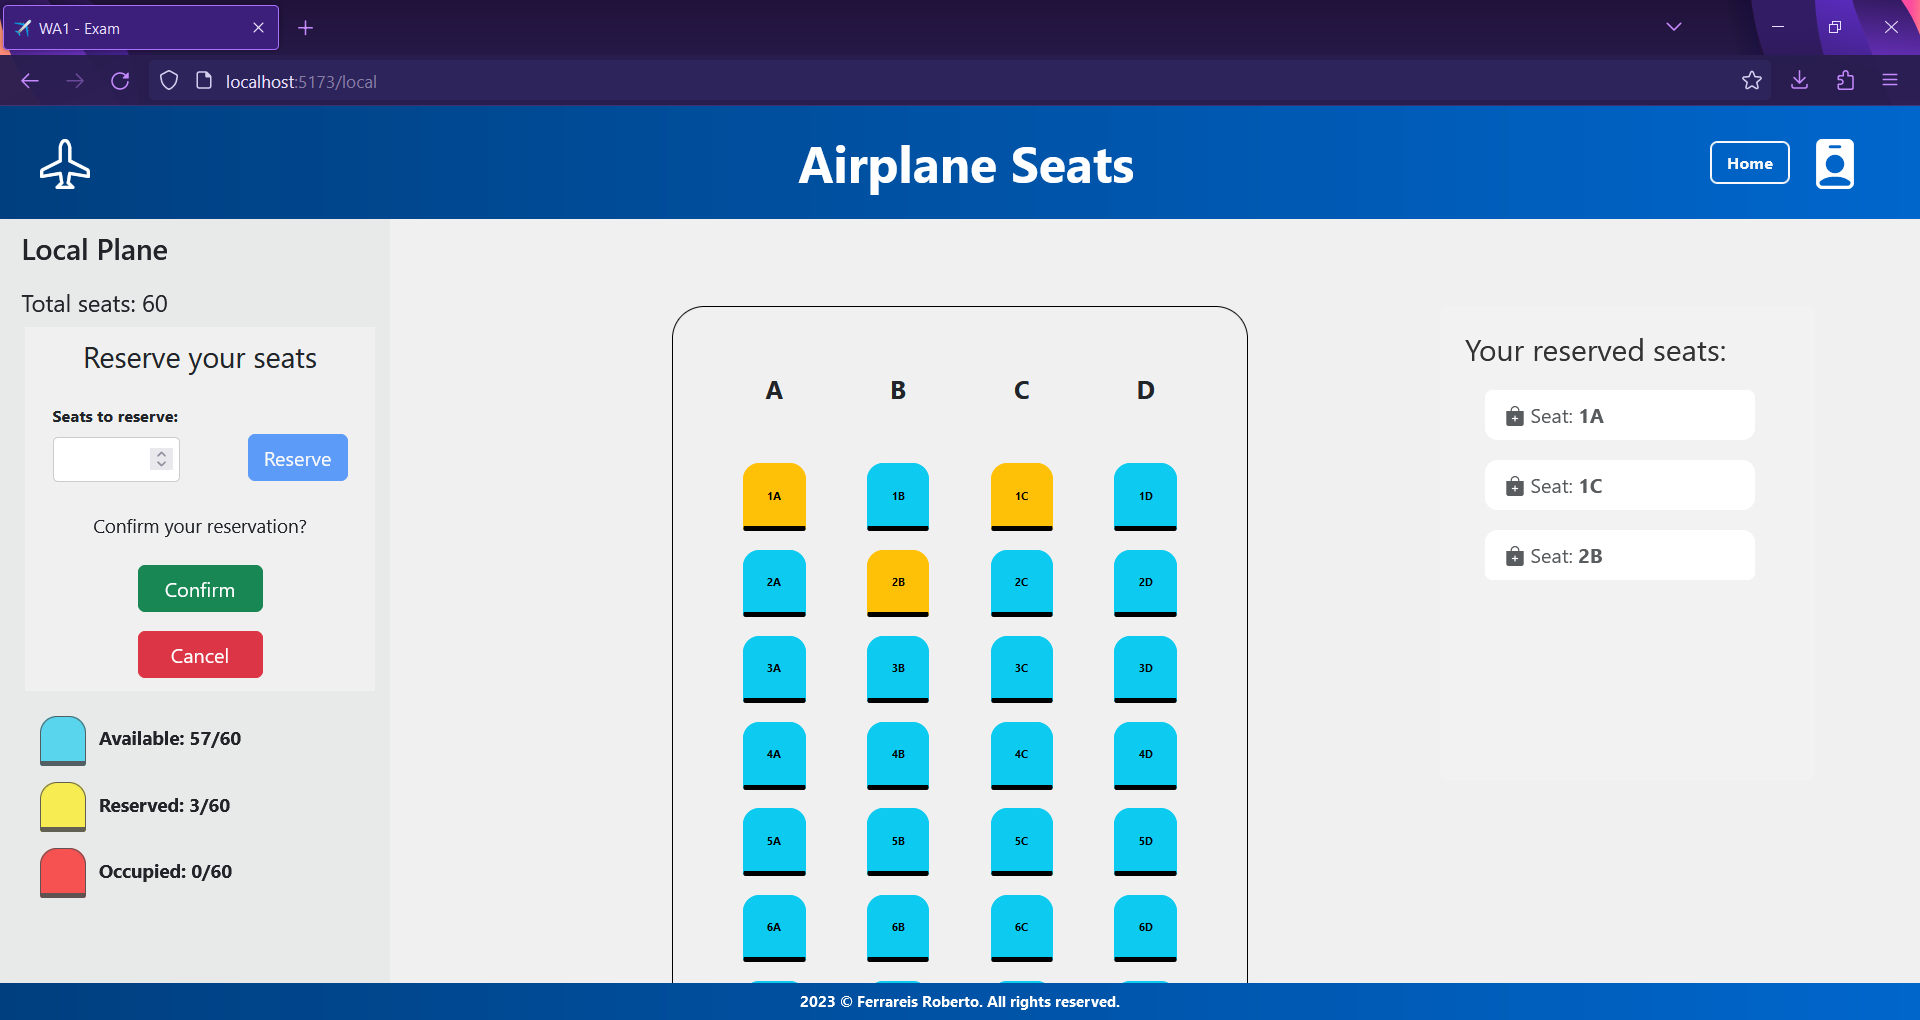 WA1 - Exam
localhost:5173/local
Airplane Seats
Home
Local Plane
Total seats: 60
Reserve your seats
Seats to reserve:
Reserve
Confirm your reservation?
Confirm
Cancel
Available: 57/60
Reserved: 3/60
Occupied: 0/60
A B C D
1A 1B 1C 1D
2A 2B 2C 2D
3A 3B 3C 3D
4A 4B 4C 4D
5A 5B 5C 5D
6A 6B 6C 6D
Your reserved seats:
Seat: 1A
Seat: 1C
Seat: 2B
2023 © Ferrareis Roberto. All rights reserved.